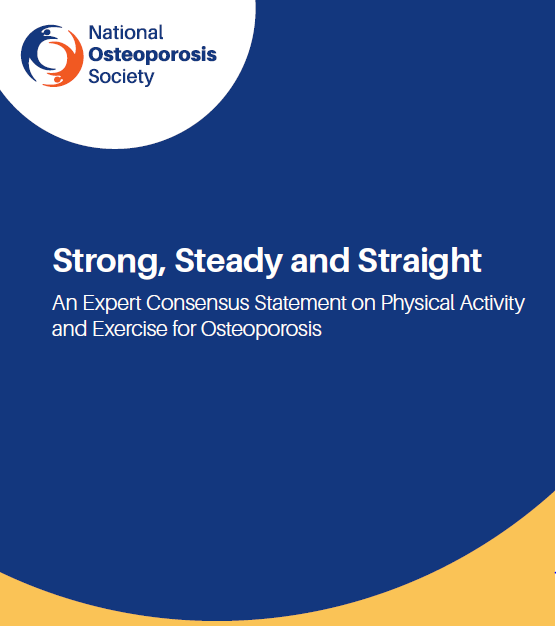 National
Osteoporosis
Society
Strong, Steady and Straight
An Expert Consensus Statement on Physical Activity
and Exercise for Osteoporosis